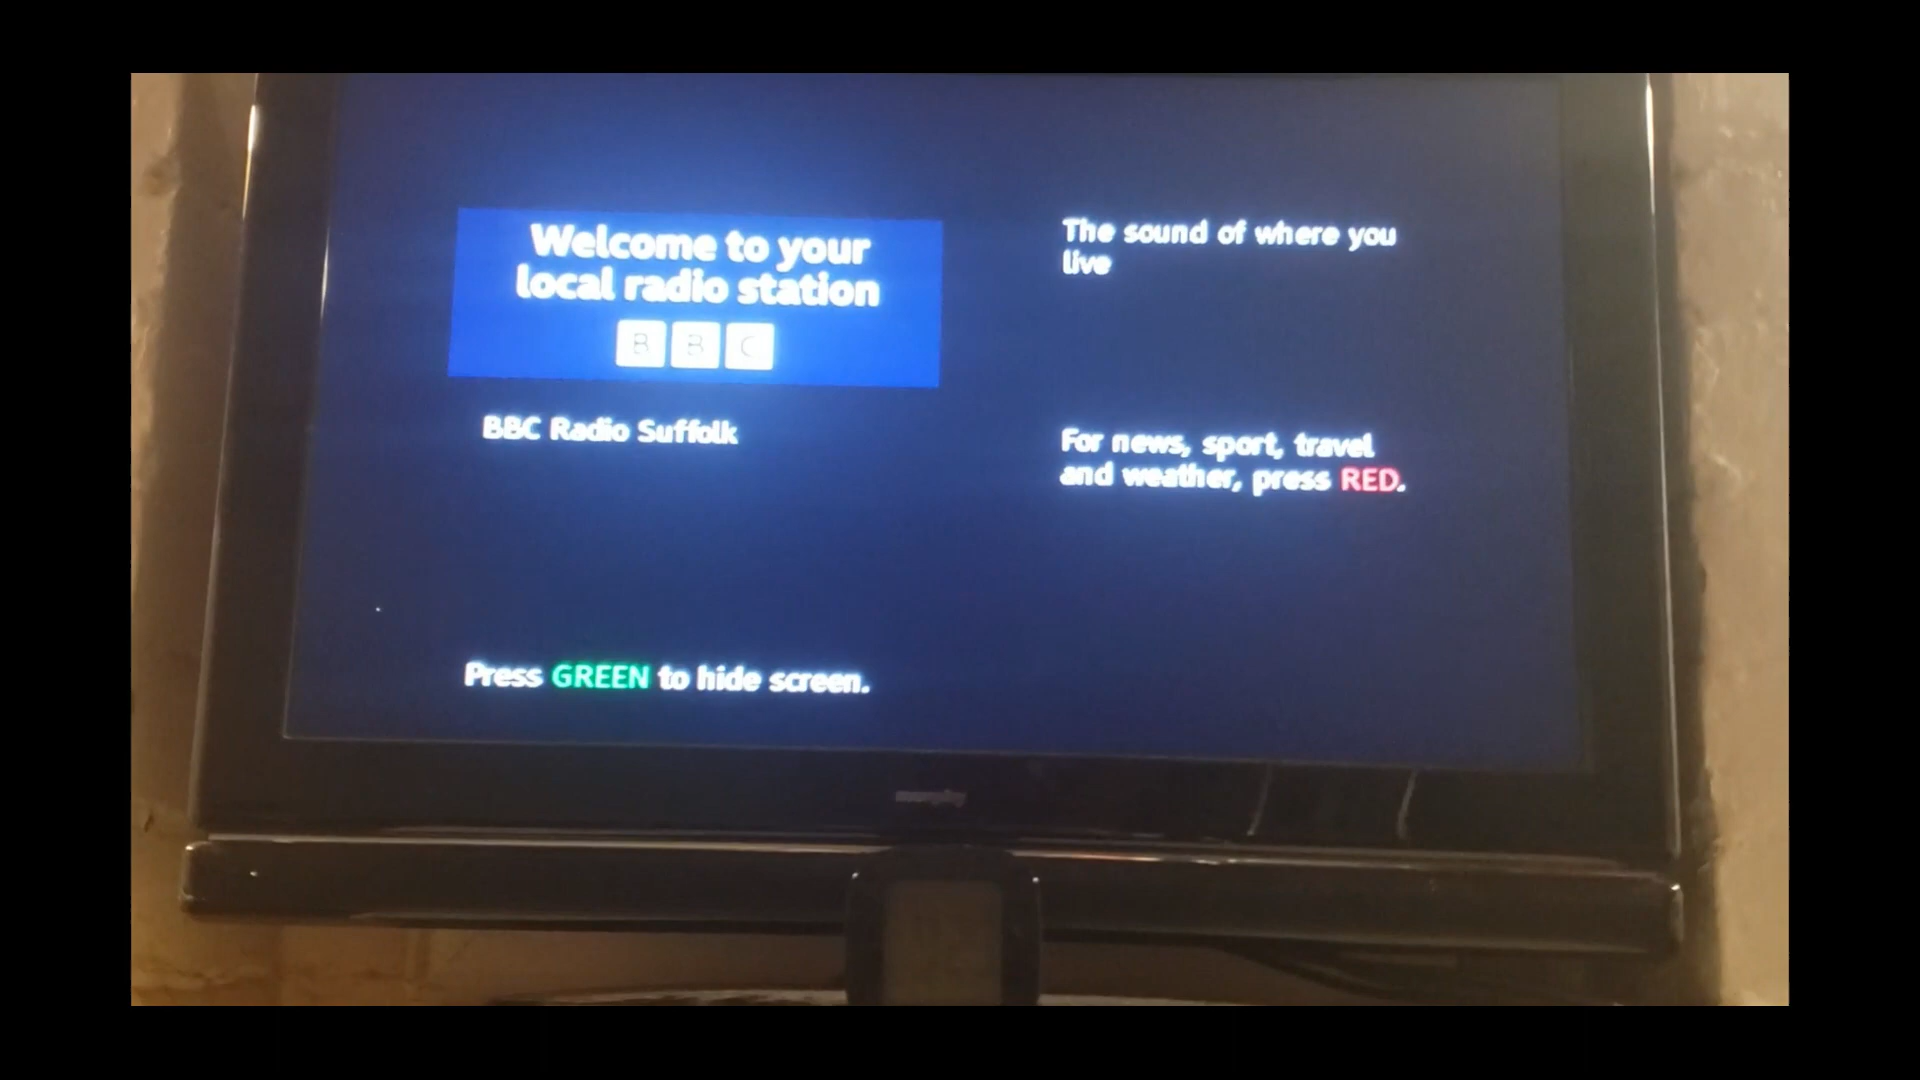 Welcome to your
local radio station
BBC
BBC Radio Suffolk
The sound of where you
live
For news, sport, travel
and weather, press RED.
Press GREEN to hide screen.